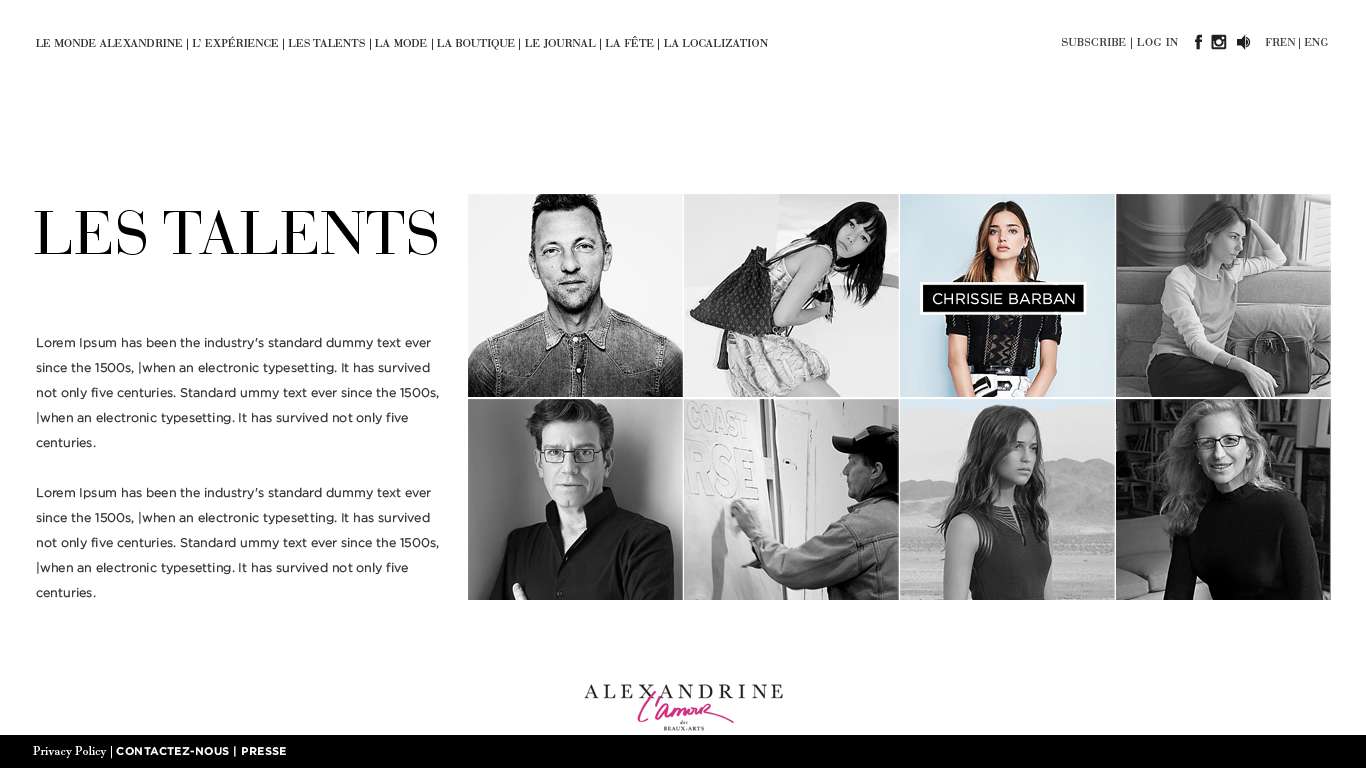 LE MONDE ALEXANDRINE | L' EXPÉRIENCE | LES TALENTS | LA MODE | LA BOUTIQUE | LE JOURNAL | LA FÊTE | LA LOCALIZATION
SUBSCRIBE | LOG IN
FREN | ENG
LES TALENTS
Lorem Ipsum has been the industry's standard dummy text ever
since the 1500s, |when an electronic typesetting. It has survived
not only five centuries. Standard ummy text ever since the 1500s,
|when an electronic typesetting. It has survived not only five
centuries.
Lorem Ipsum has been the industry's standard dummy text ever
since the 1500s, |when an electronic typesetting. It has survived
not only five centuries. Standard ummy text ever since the 1500s,
|when an electronic typesetting. It has survived not only five
centuries.
CHRISSIE BARBAN
COAST
RSE
ALEXANDRINE
L'amour
des
BEAUX-ARTS
Privacy Policy | CONTACTEZ-NOUS | PRESSE